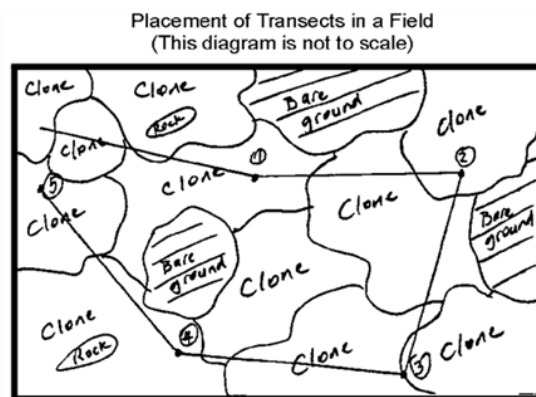 Placement of Transects in a Field
(This diagram is not to scale)
Clone
Clone
Rock
Bare
ground
Clone
Clone
1
2
5
Clone
Clone
Clone
Bare
ground
Bare
ground
Clone
Clone
Rock
4
Clone
3
Clone